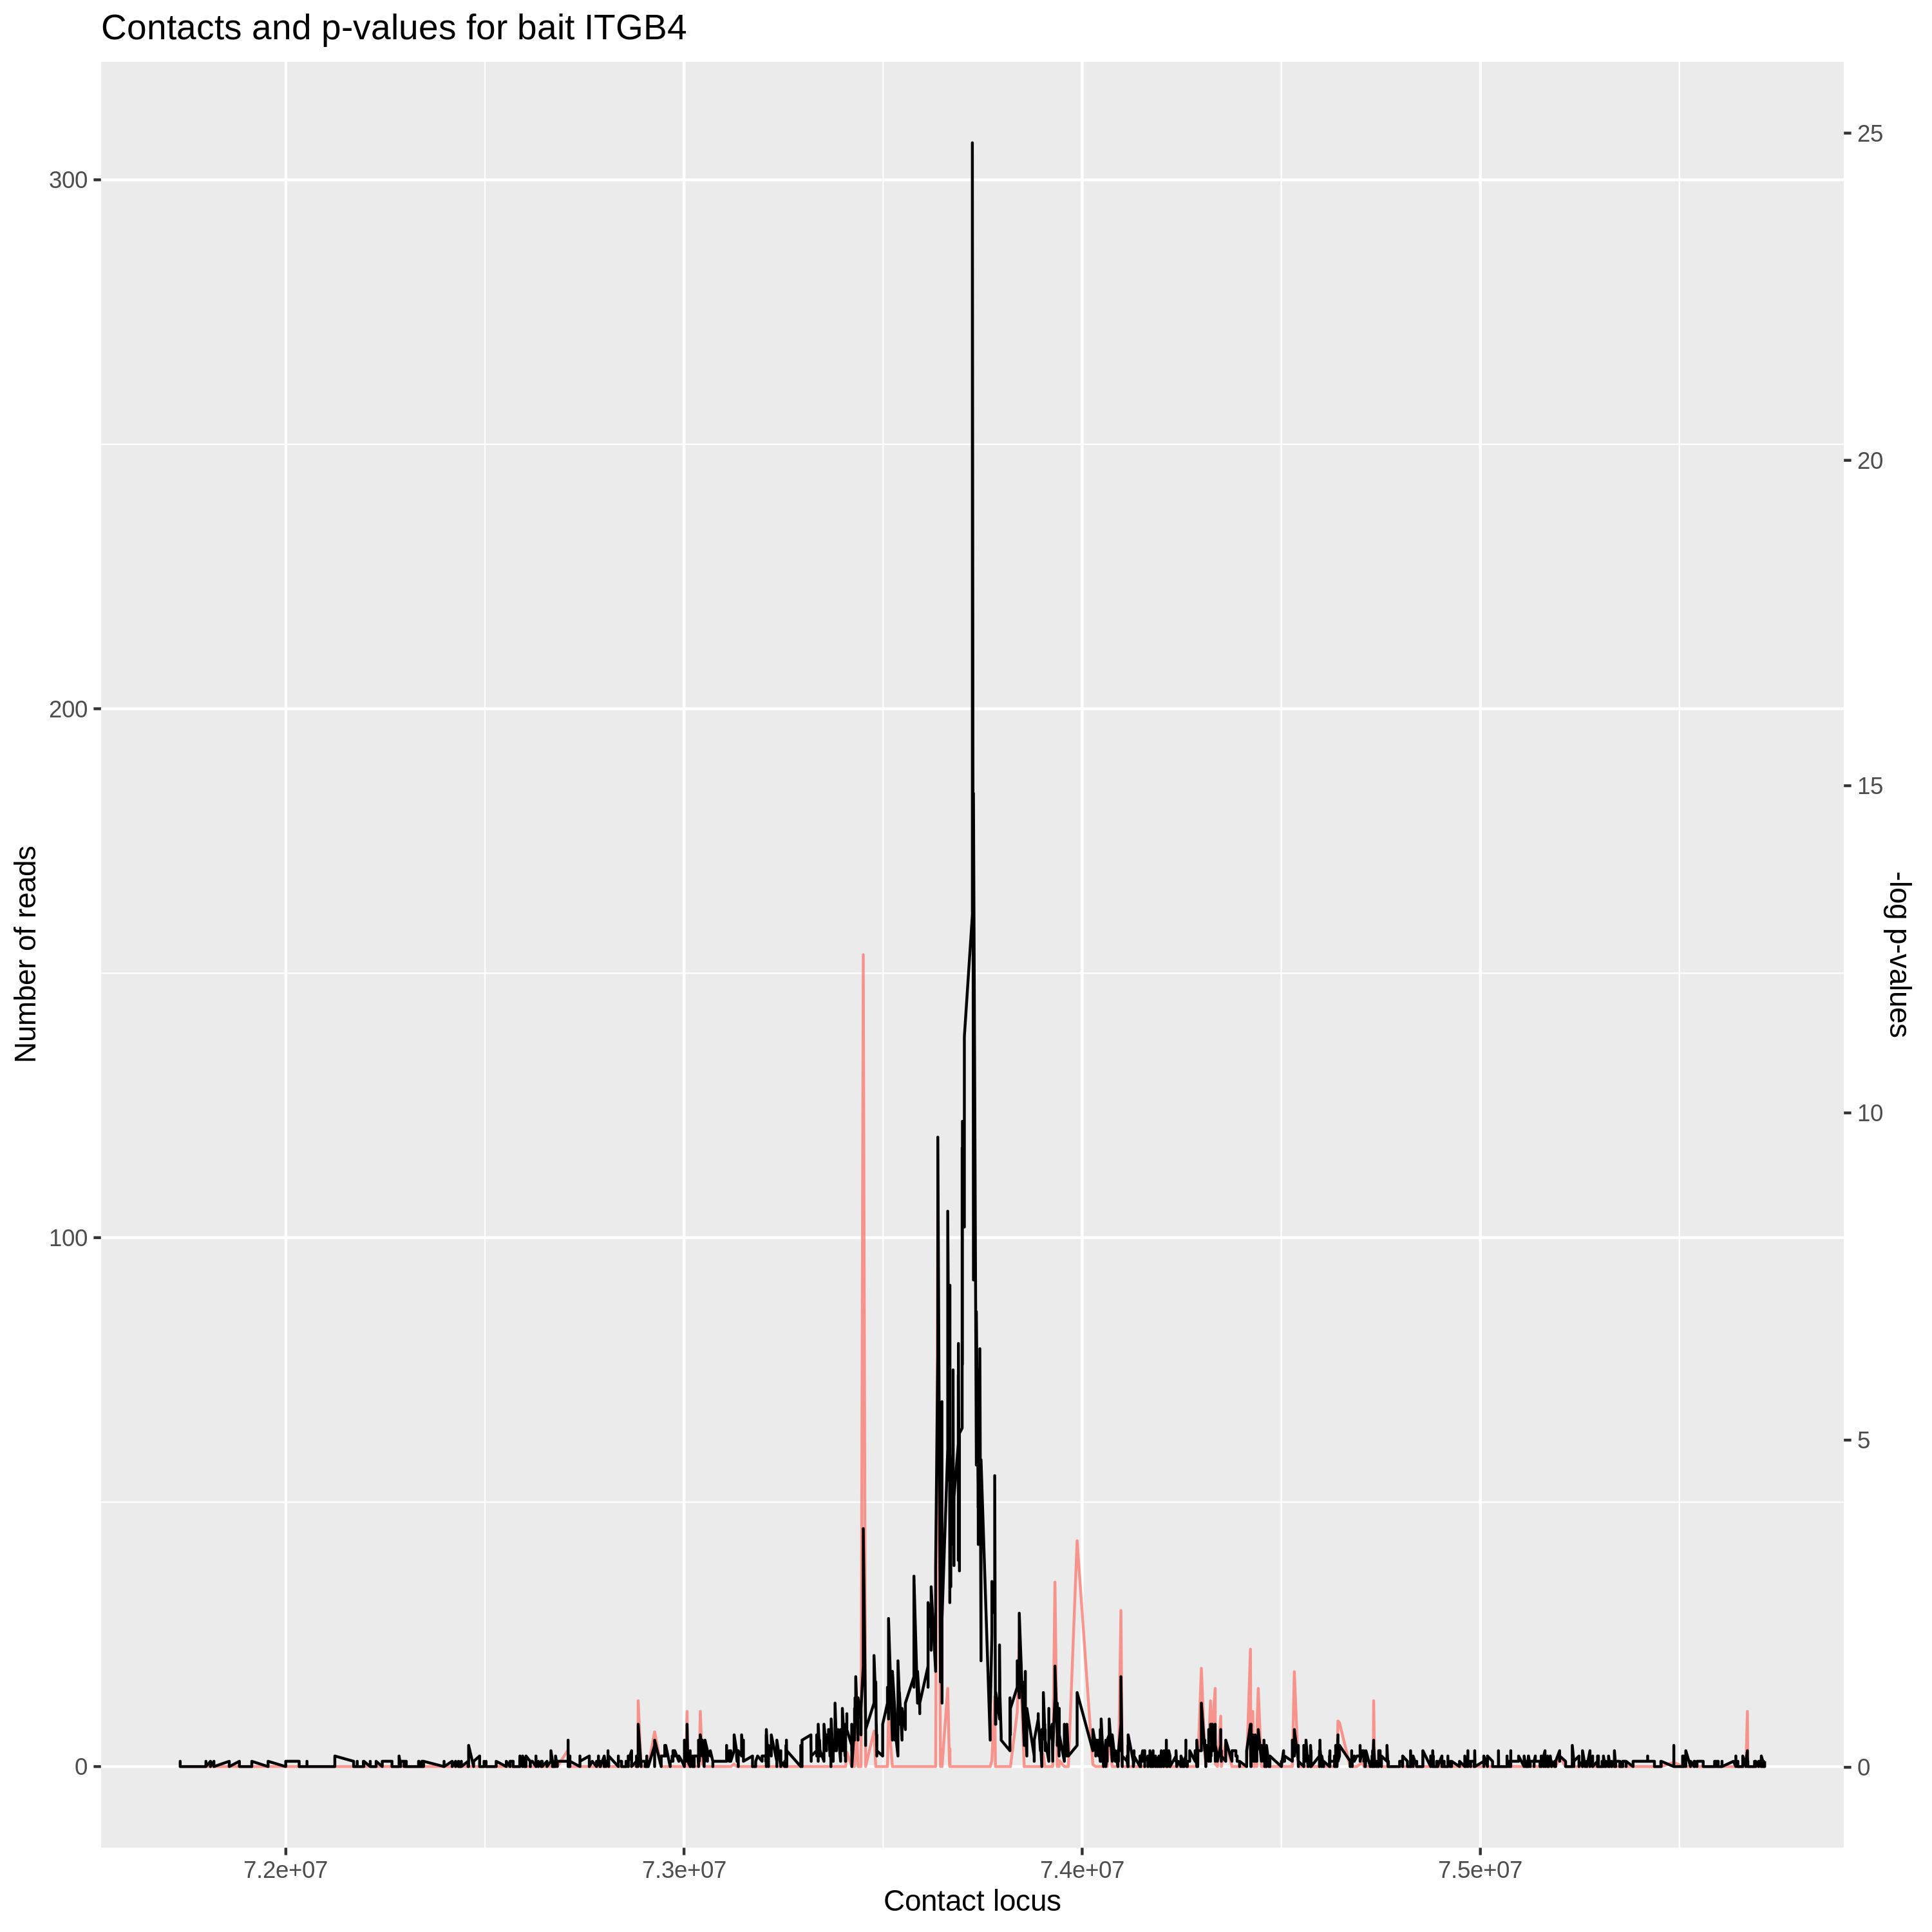 Contacts and p-values for bait ITGB4
300
200
100
0
Number of reads
25
20
15
10
5
0
-log p-values
7.2e+07
7.3e+07
7.4e+07
7.5e+07
Contact locus